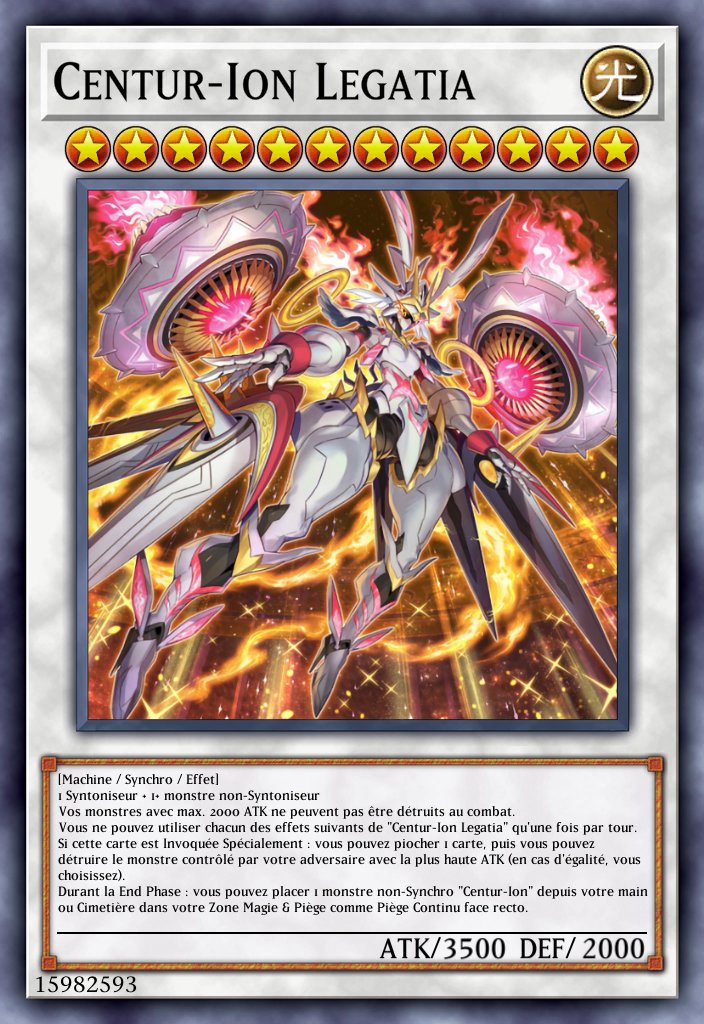 Centur-Ion Legatia
光
[Machine / Synchro / Effet]
1 Syntoniseur + 1+ monstre non-Syntoniseur
Vos monstres avec max. 2000 ATK ne peuvent pas être détruits au combat.
Vous ne pouvez utiliser chacun des effets suivants de "Centur-Ion Legatia" qu'une fois par tour.
Si cette carte est Invoquée Spécialement : vous pouvez piocher 1 carte, puis vous pouvez
détruire le monstre contrôlé par votre adversaire avec la plus haute ATK (en cas d'égalité, vous
choisissez).
Durant la End Phase : vous pouvez placer 1 monstre non-Synchro "Centur-Ion" depuis votre main
ou Cimetière dans votre Zone Magie & Piège comme Piège Continu face recto.
ATK/3500 DEF/2000
15982593